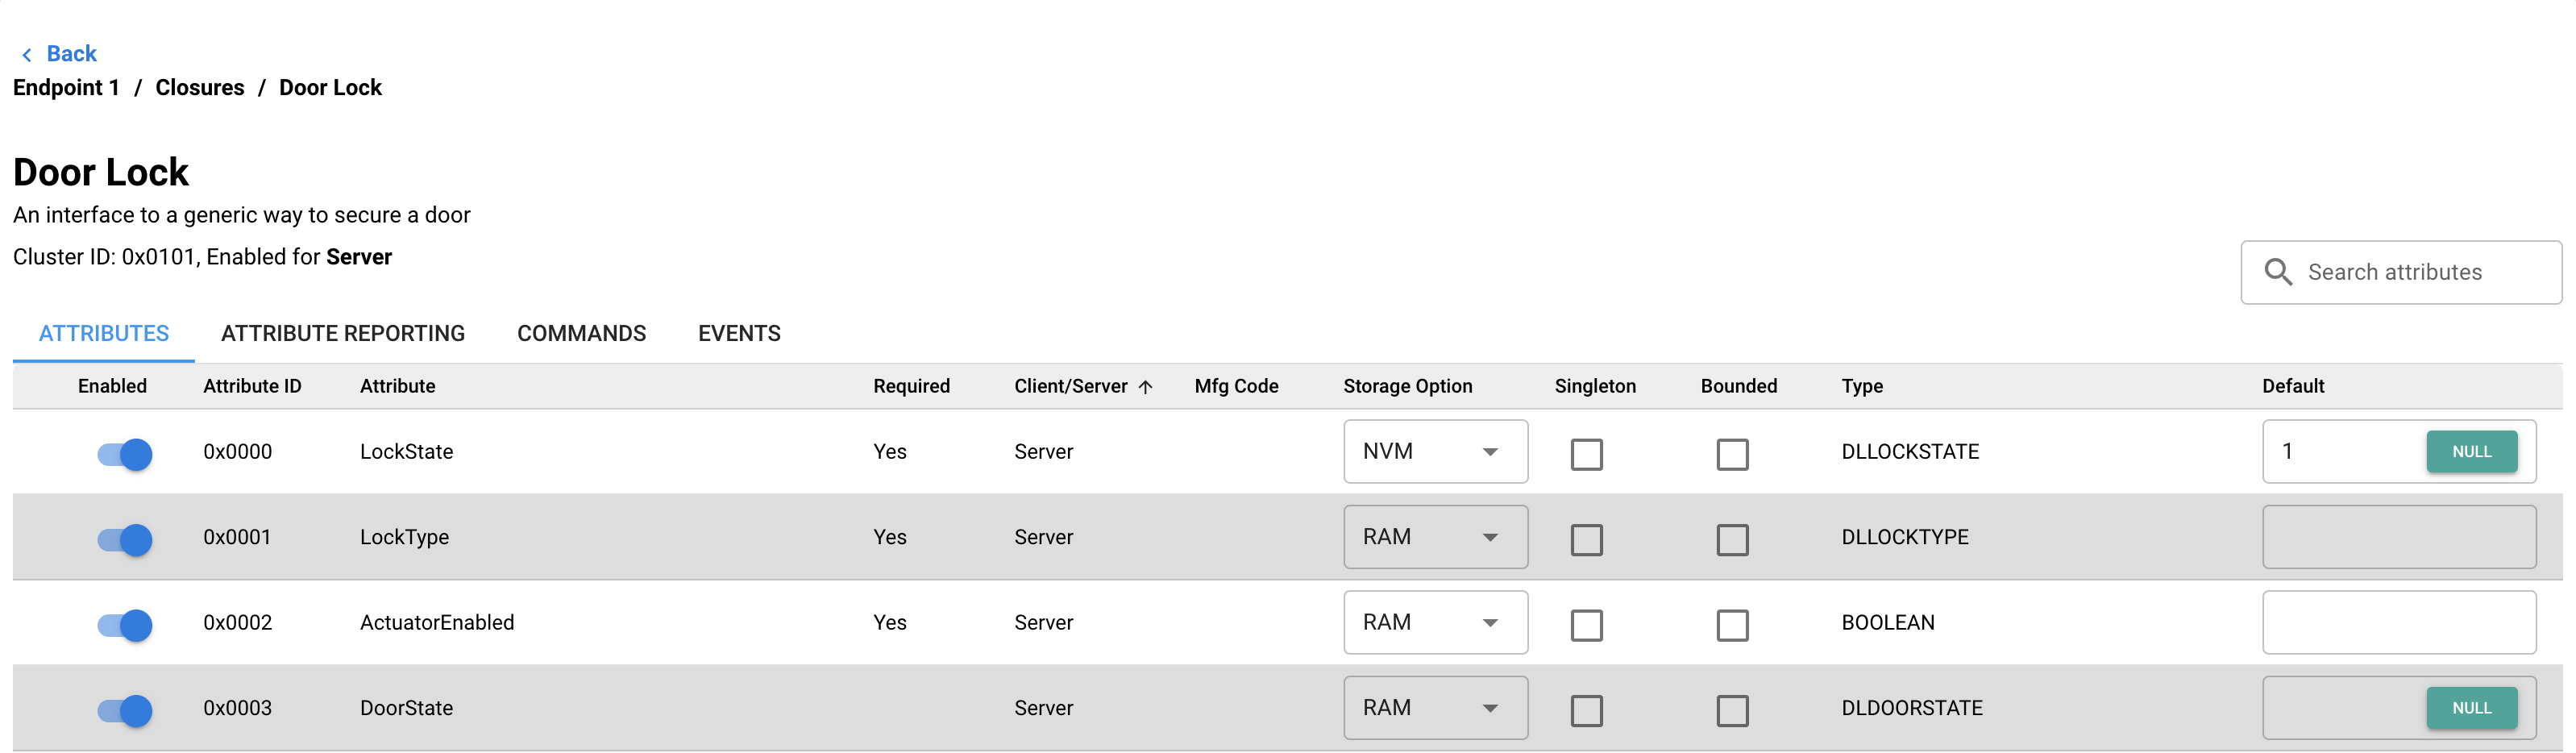 Back
Endpoint 1 / Closures / Door Lock
Door Lock
An interface to a generic way to secure a door
Cluster ID: 0x0101, Enabled for Server
Search attributes
ATTRIBUTES ATTRIBUTE REPORTING COMMANDS EVENTS
Enabled Attribute ID Attribute Required Client/Server Mfg Code Storage Option Singleton Bounded Type Default
0x0000 LockState Yes Server NVM DLLOCKSTATE 1 NULL
0x0001 LockType Yes Server RAM DLLOCKTYPE
0x0002 ActuatorEnabled Yes Server RAM BOOLEAN
0x0003 DoorState Server RAM DLDOORSTATE NULL